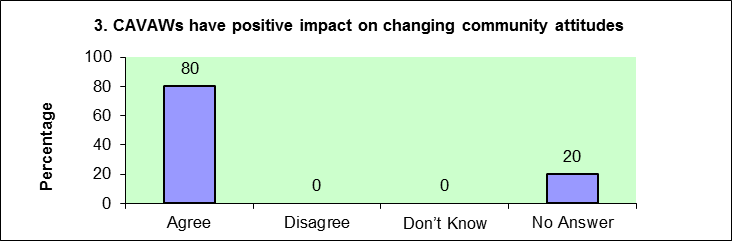 3. CAVAWs have positive impact on changing community attitudes
Percentage
100
80
60
40
20
0
80
0
0
20
Agree
Disagree
Don't Know
No Answer